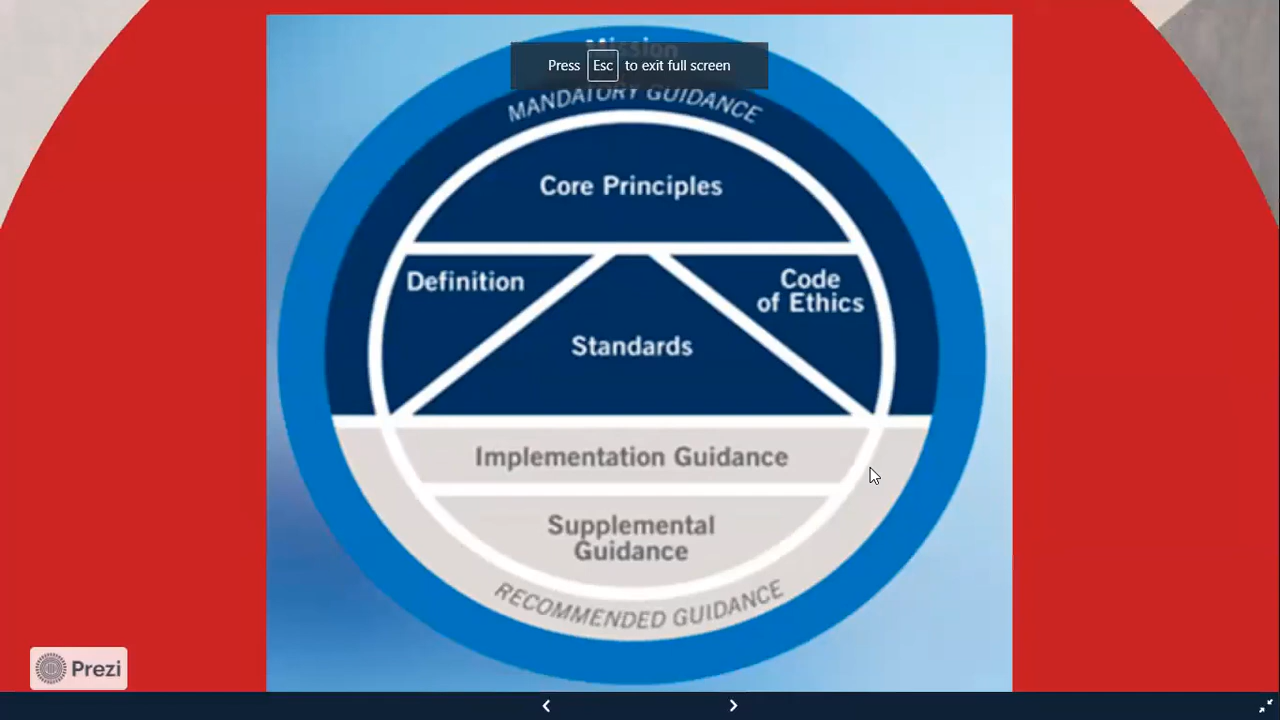 Mission
Press Esc to exit full screen
MANDATORY GUIDANCE
Core Principles
Definition
Code
of Ethics
Standards
Implementation Guidance
Supplemental
Guidance
RECOMMENDED GUIDANCE
Prezi